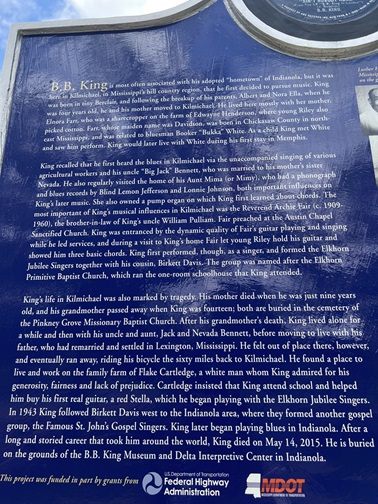 B.B. King is most often associated with his adopted "hometown" of Indianola, but it was
here in Kilmichael, in Mississippi's hill country region, that he first decided to pursue music. King
was born in tiny Berclair, and following the breakup of his parents, Albert and Nora Ella, when he
was four years old, he and his mother moved to Kilmichael. He lived here mostly with her mother,
Elnora Farr, who was a sharecropper on the farm of Edwayne Henderson, where young Riley also
picked cotton. Farr, whose maiden name was Davidson, was born in Chickasaw County in north-
east Mississippi, and was related to bluesman Booker "Bukka" White. As a child King met White
and saw him perform. King would later live with White during his first stay in Memphis.
King recalled that he first heard the blues in Kilmichael via the unaccompanied singing of various
agricultural workers and his uncle "Big Jack" Bennett, who was married to his mother's sister
Nevada. He also regularly visited the home of his Aunt Mima (or Mimy), who had a phonograph
and blues records by Blind Lemon Jefferson and Lonnie Johnson, both important influences on
King's later music. She also owned a pump organ on which King first learned about chords. The
most important of King's musical influences in Kilmichael was the Reverend Archie Fair (c. 1909-
1960), the brother-in-law of King's uncle William Pulliam. Fair preached at the Austin Chapel
Sanctified Church. King was entranced by the dynamic quality of Fair's guitar playing and singing
while he led services, and during a visit to King's home Fair let young Riley hold his guitar and
showed him three basic chords. King first performed, though, as a singer, and formed the Elkhorn
Jubilee Singers together with his cousin, Birkett Davis. The group was named after the Elkhorn
Primitive Baptist Church, which ran the one-room schoolhouse that King attended.
King's life in Kilmichael was also marked by tragedy. His mother died when he was just nine years
old, and his grandmother passed away when King was fourteen; both are buried in the cemetery of
the Pinkney Grove Missionary Baptist Church. After his grandmother's death, King lived alone for
a while and then with his uncle and aunt, Jack and Nevada Bennett, before moving to live with his
father, who had remarried and settled in Lexington, Mississippi. He felt out of place there, however,
and eventually ran away, riding his bicycle the sixty miles back to Kilmichael. He found a place to
live and work on the family farm of Flake Cartledge, a white man whom King admired for his
generosity, fairness and lack of prejudice. Cartledge insisted that King attend school and helped
him buy his first real guitar, a red Stella, which he began playing with the Elkhorn Jubilee Singers.
In 1943 King followed Birkett Davis west to the Indianola area, where they formed another gospel
group, the Famous St. John's Gospel Singers. King later began playing blues in Indianola. After a
long and storied career that took him around the world, King died on May 14, 2015. He is buried
on the grounds of the B.B. King Museum and Delta Interpretive Center in Indianola.
This project was funded in part by grants from
U.S. Department of Transportation
Federal Highway
Administration
MDOT